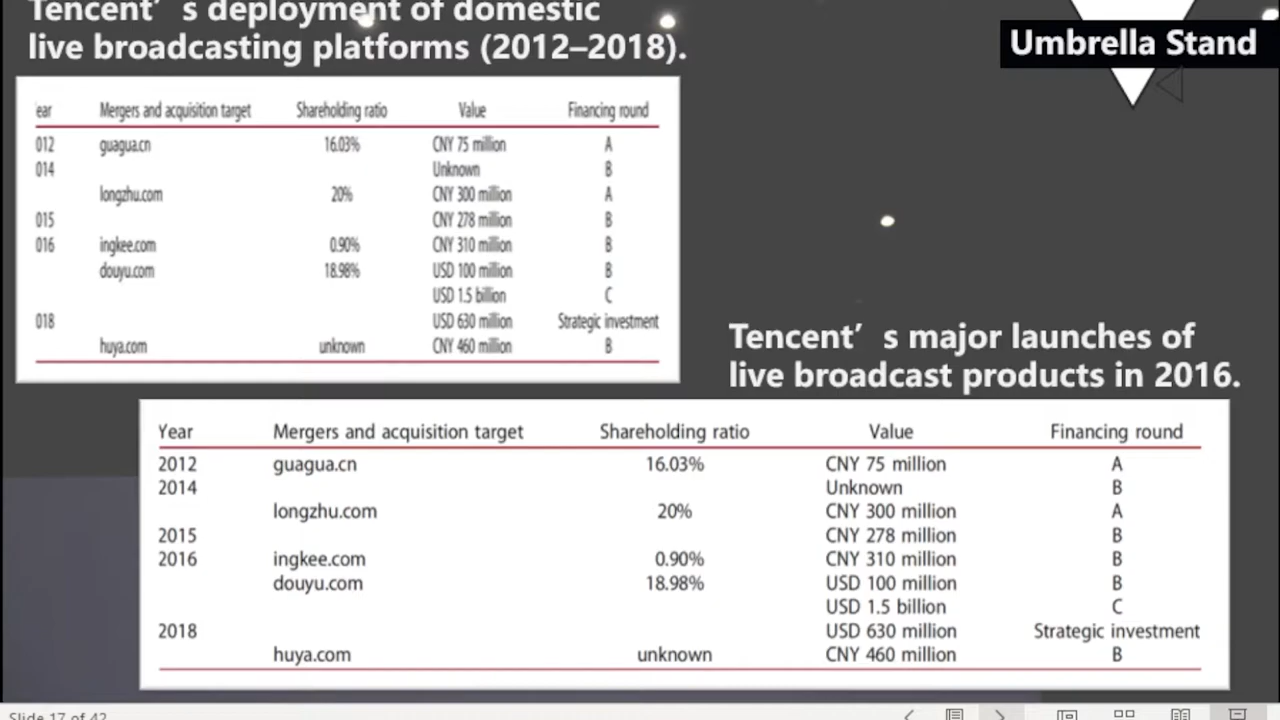 Tencent's deployment of domestic
live broadcasting platforms (2012–2018).
Umbrella Stand
ear Mergers and acquisition target Shareholding ratio Value Financing round
012 guagua.cn 16.03% CNY 75 million A
014 Unknown B
longzhu.com 20% CNY 300 million A
015 CNY 278 million B
016 ingkee.com 0.90% CNY 310 million B
douyu.com 18.98% USD 100 million B
USD 1.5 billion C
018 USD 630 million Strategic investment
huya.com unknown CNY 460 million B
Tencent's major launches of
live broadcast products in 2016.
Year Mergers and acquisition target Shareholding ratio Value Financing round
2012 guagua.cn 16.03% CNY 75 million A
2014 Unknown B
longzhu.com 20% CNY 300 million A
2015 CNY 278 million B
2016 ingkee.com 0.90% CNY 310 million B
douyu.com 18.98% USD 100 million B
USD 1.5 billion C
2018 USD 630 million Strategic investment
huya.com unknown CNY 460 million B
Slide 17 of 42